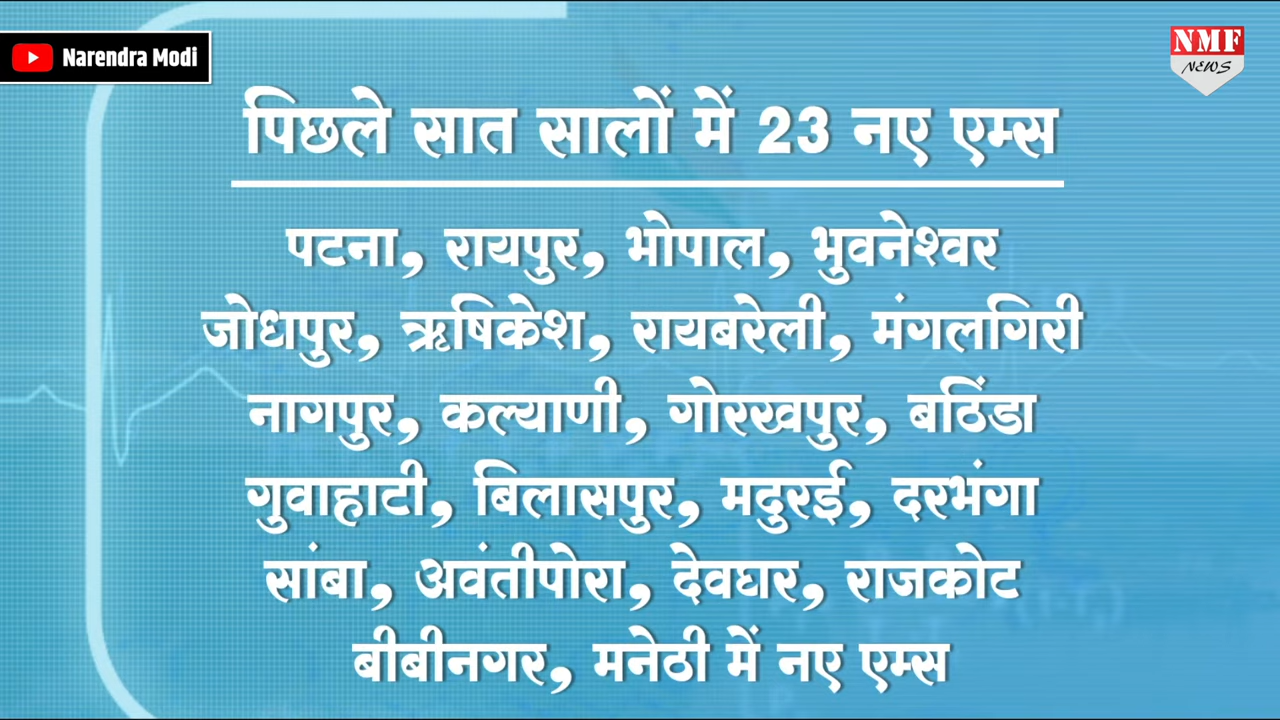 Narendra Modi
NMF
NEWS
पिछले सात सालों में 23 नए एम्स
पटना, रायपुर, भोपाल, भुवनेश्वर
जोधपुर, ऋषिकेश, रायबरेली, मंगलगिरी
नागपुर, कल्याणी, गोरखपुर, बठिंडा
गुवाहाटी, बिलासपुर, मदुरई, दरभंगा
सांबा, अवंतीपोरा, देवघर, राजकोट
बीबीनगर, मनेठी में नए एम्स